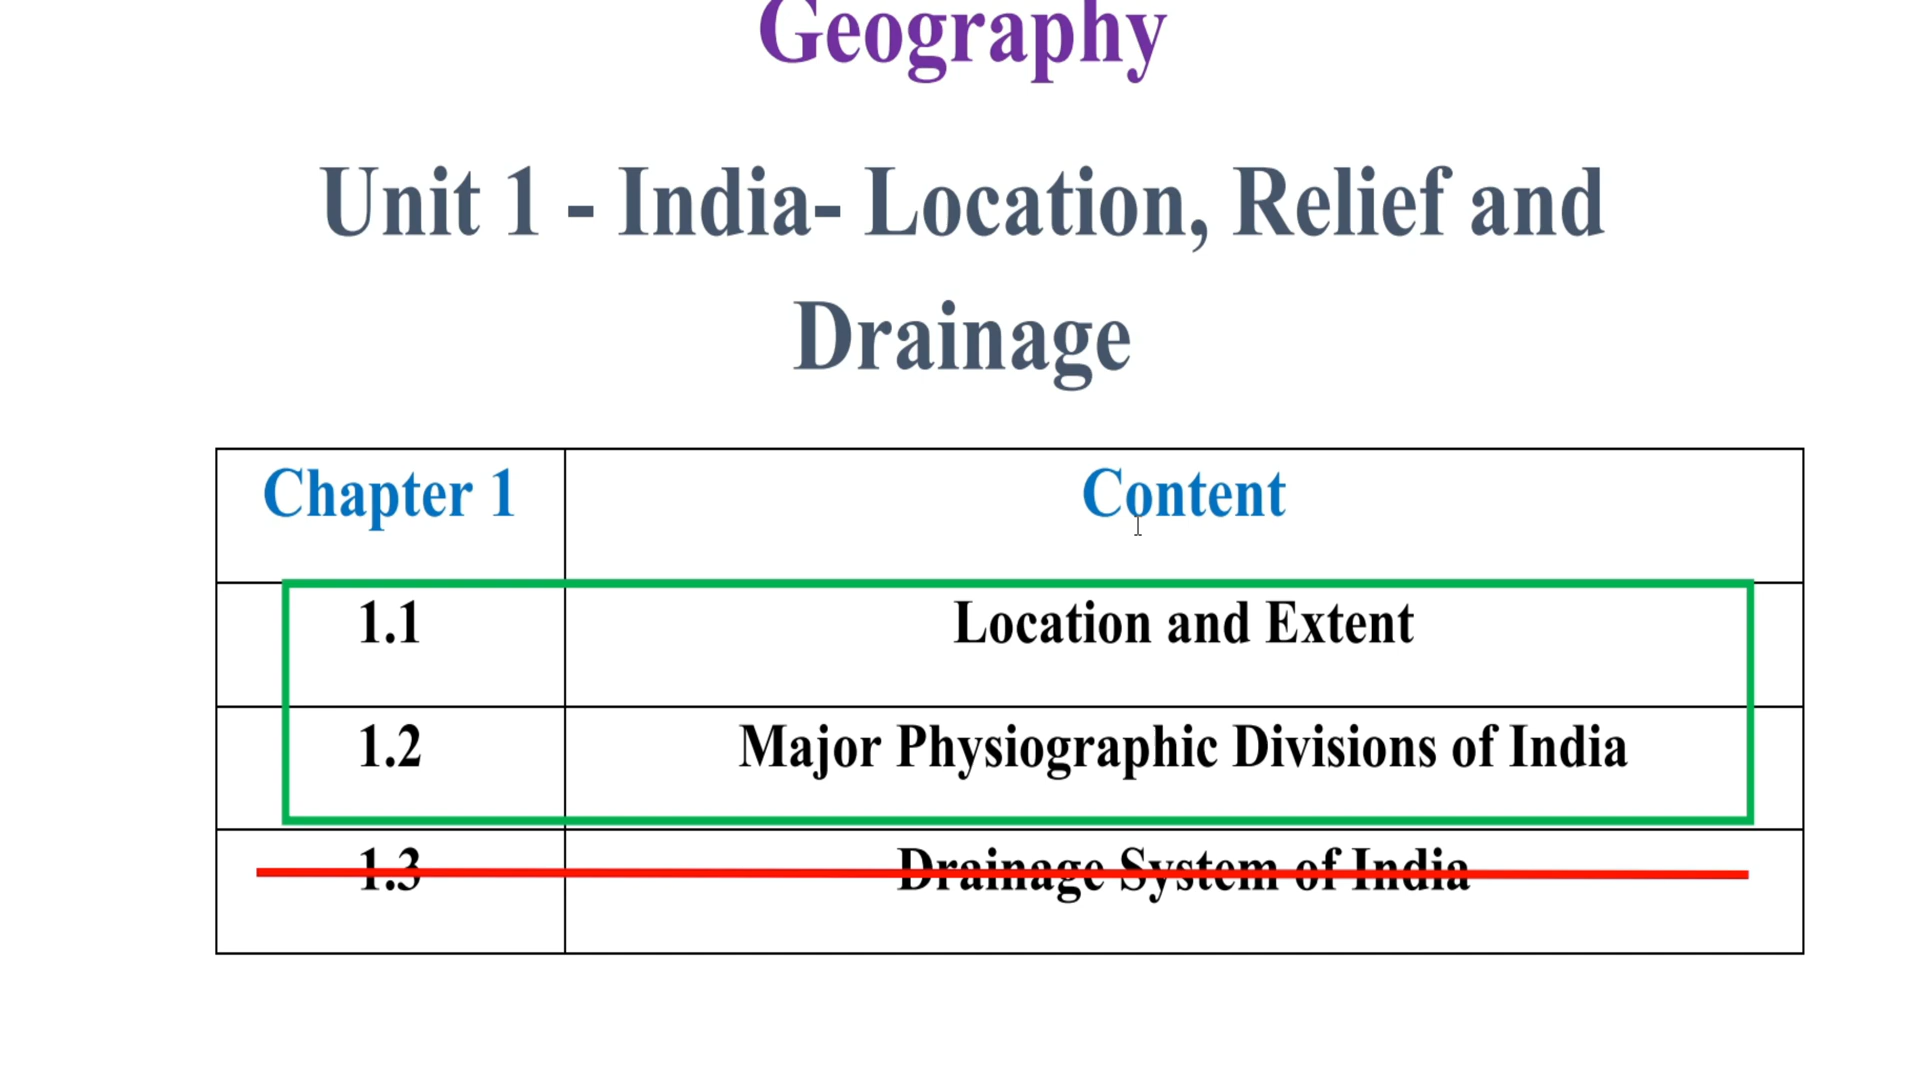 Geography
Unit 1 - India- Location, Relief and
Drainage
Chapter 1 Content
1.1 Location and Extent
1.2 Major Physiographic Divisions of India
1.3 Drainage System of India